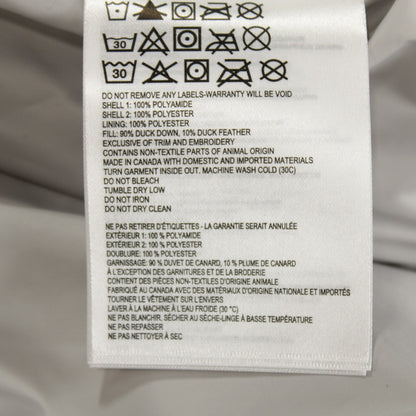 30
30
DO NOT REMOVE ANY LABELS-WARRANTY WILL BE VOID
SHELL 1: 100% POLYAMIDE
SHELL 2: 100% POLYESTER
LINING: 100% POLYESTER
FILL: 90% DUCK DOWN, 10% DUCK FEATHER
EXCLUSIVE OF TRIM AND EMBROIDERY
CONTAINS NON-TEXTILE PARTS OF ANIMAL ORIGIN
MADE IN CANADA WITH DOMESTIC AND IMPORTED MATERIALS
TURN GARMENT INSIDE OUT, MACHINE WASH COLD (30C)
DO NOT BLEACH
TUMBLE DRY LOW
DO NOT IRON
DO NOT DRY CLEAN
NE PAS RETIRER D'ÉTIQUETTES - LA GARANTIE SERAIT ANNULÉE
EXTÉRIEUR 1: 100 % POLYAMIDE
EXTÉRIEUR 2: 100 % POLYESTER
DOUBLURE: 100% POLYESTER
GARNISSAGE: 90 % DUVET DE CANARD, 10 % PLUME DE CANARD
À L'EXCEPTION DES GARNITURES ET DE LA BRODERIE
CONTIENT DES PIÈCES NON-TEXTILES D'ORIGINE ANIMALE
FABRIQUÉ AU CANADA AVEC DES MATÉRIAUX D'ORIGINE NATIONALE ET IMPORTÉS
TOURNER LE VÊTEMENT SUR L'ENVERS
LAVER À LA MACHINE À L'EAU FROIDE (30 °C)
NE PAS BLANCHIR. SÉCHER AU SÈCHE-LINGE À BASSE TEMPÉRATURE
NE PAS REPASSER
NE PAS NETTOYER À SEC